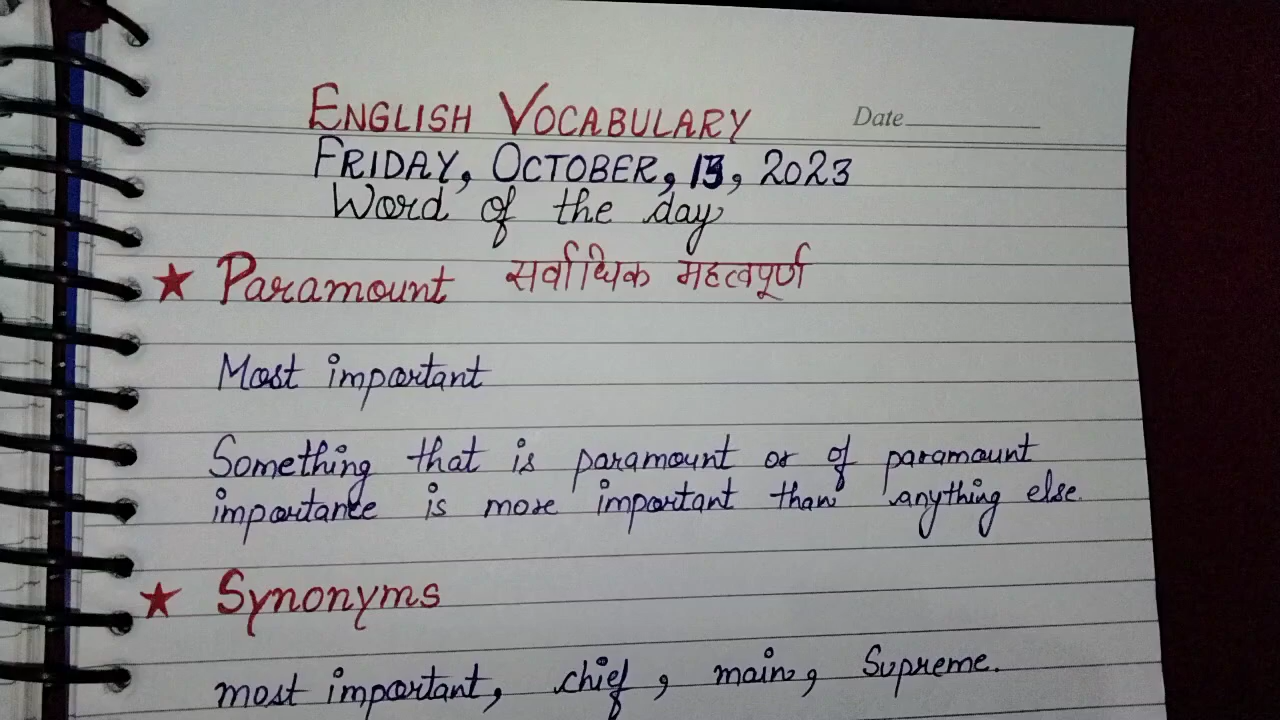 ENGLISH VOCABULARY Date
FRIDAY, OCTOBER, 13, 2023
Word of the day
★ Paramount सर्वाधिक महत्वपूर्ण
Most important
Something that is paramount or of paramount
importance is more important than anything else.
★ Synonyms
most important, chief, main, Supreme.